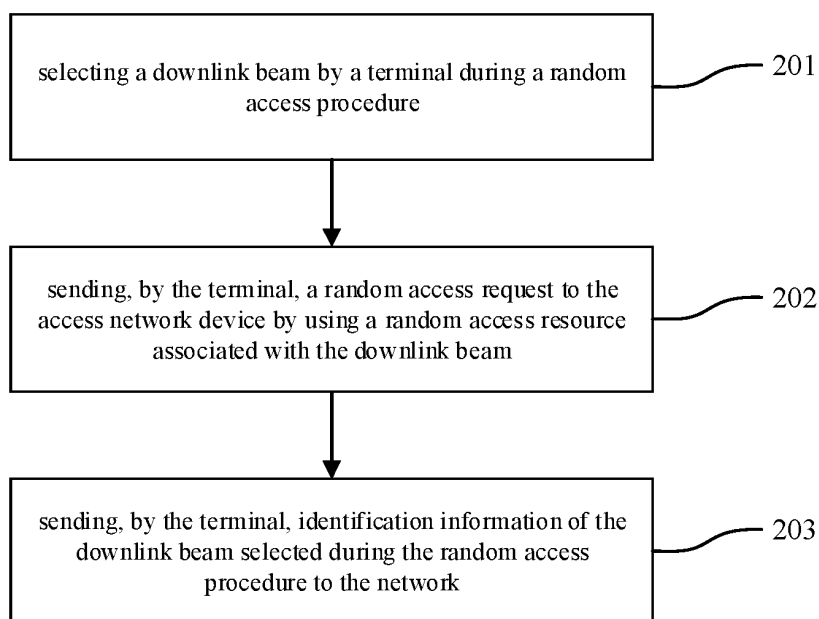 selecting a downlink beam by a terminal during a random
access procedure
201
sending, by the terminal, a random access request to the
access network device by using a random access resource
associated with the downlink beam
202
sending, by the terminal, identification information of the
downlink beam selected during the random access
procedure to the network
203